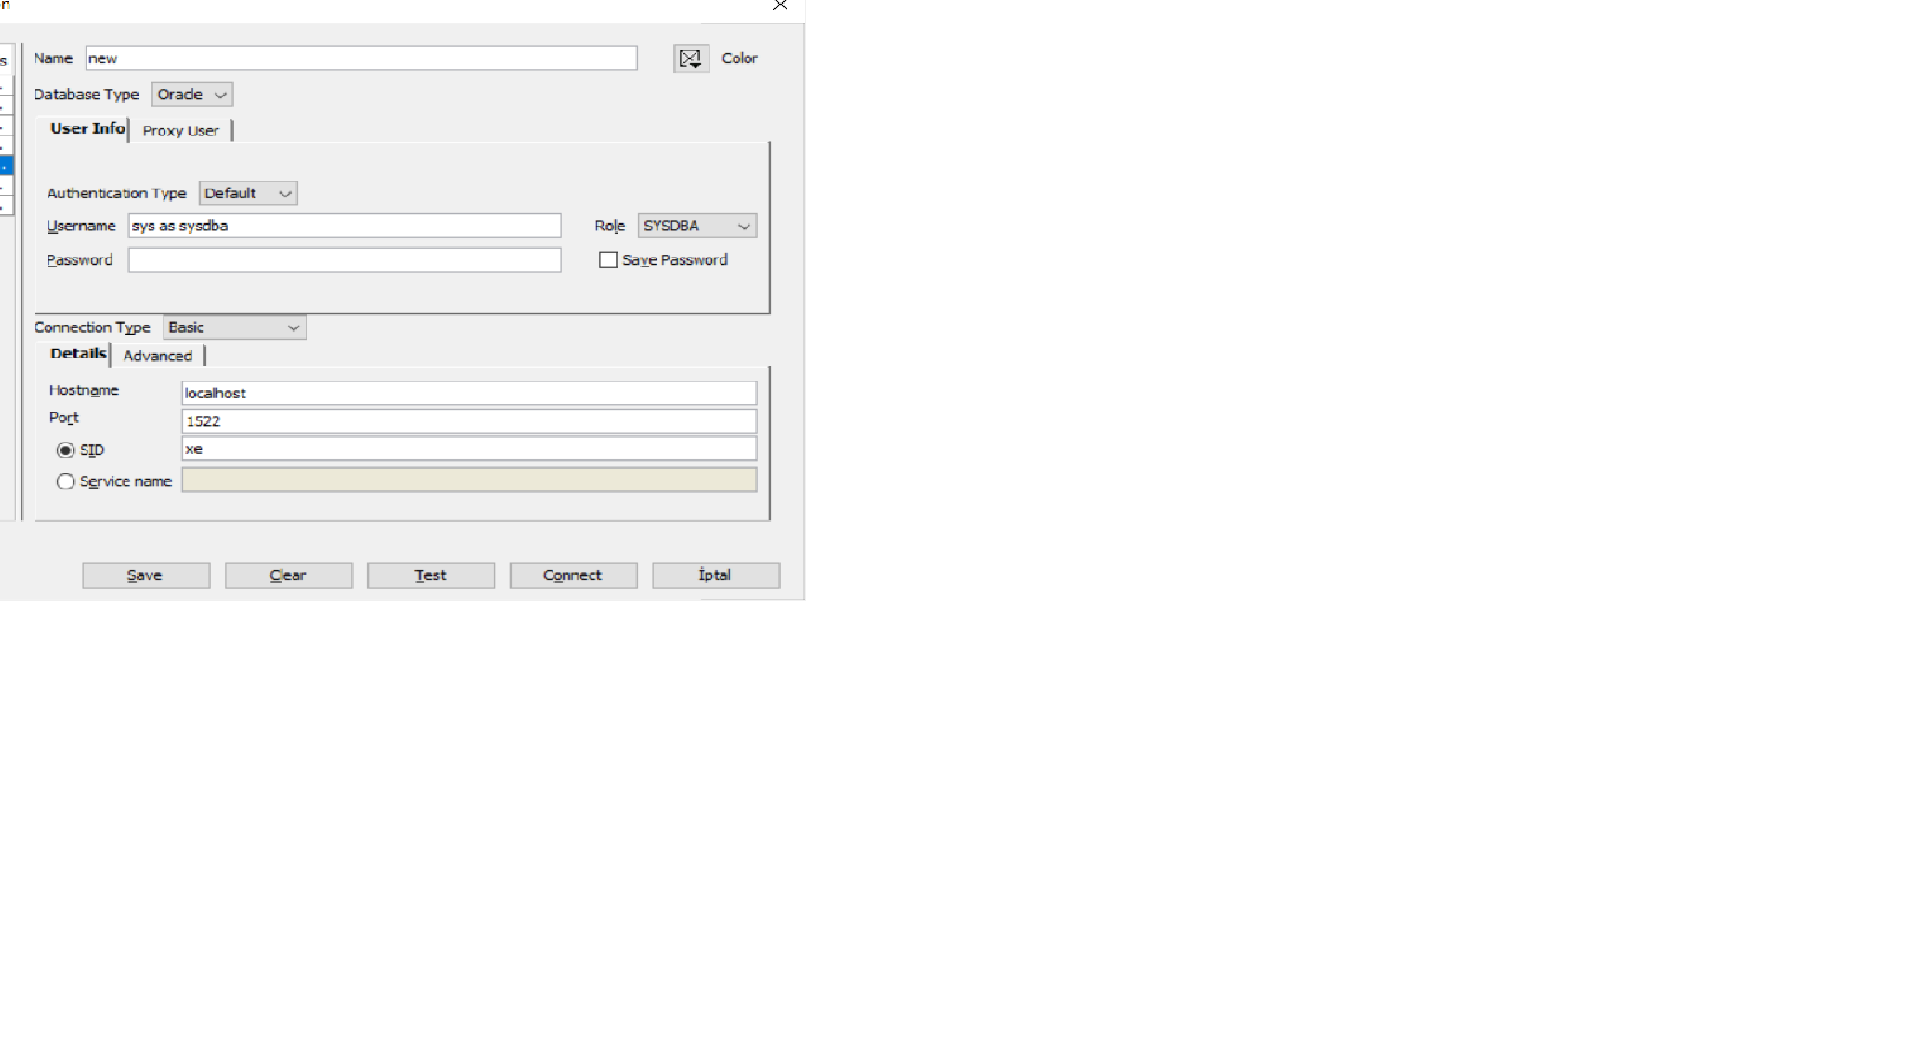 n
Name new Color
Database Type Oracle
s
User Info Proxy User
Authentication Type Default
Username sys as sysdba Role SYSDBA
Password Save Password
Connection Type Basic
Details Advanced
Hostname localhost
Port 1522
SID xe
Service name
Save Clear Test Connect İptal